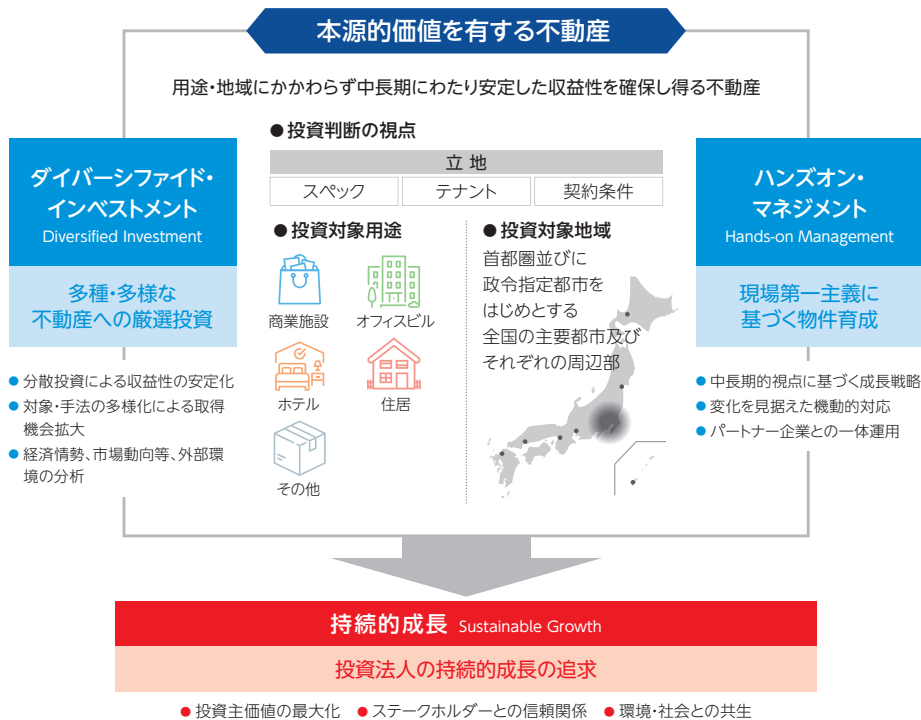 本源的価値を有する不動産
用途・地域にかかわらず中長期にわたり安定した収益性を確保し得る不動産
ダイバーシファイド・
インベストメント
Diversified Investment
多種・多様な
不動産への厳選投資
● 分散投資による収益性の安定化
● 対象・手法の多様化による取得
機会拡大
● 経済情勢、市場動向等、外部環
境の分析
● 投資判断の視点
立地
スペック
テナント
契約条件
● 投資対象用途
商業施設
オフィスビル
ホテル
住居
その他
● 投資対象地域
首都圏並びに
政令指定都市を
はじめとする
全国の主要都市及び
それぞれの周辺部
ハンズオン・
マネジメント
Hands-on Management
現場第一主義に
基づく物件育成
● 中長期的視点に基づく成長戦略
● 変化を見据えた機動的対応
● パートナー企業との一体運用
持続的成長 Sustainable Growth
投資法人の持続的成長の追求
● 投資主価値の最大化 ● ステークホルダーとの信頼関係 ● 環境・社会との共生